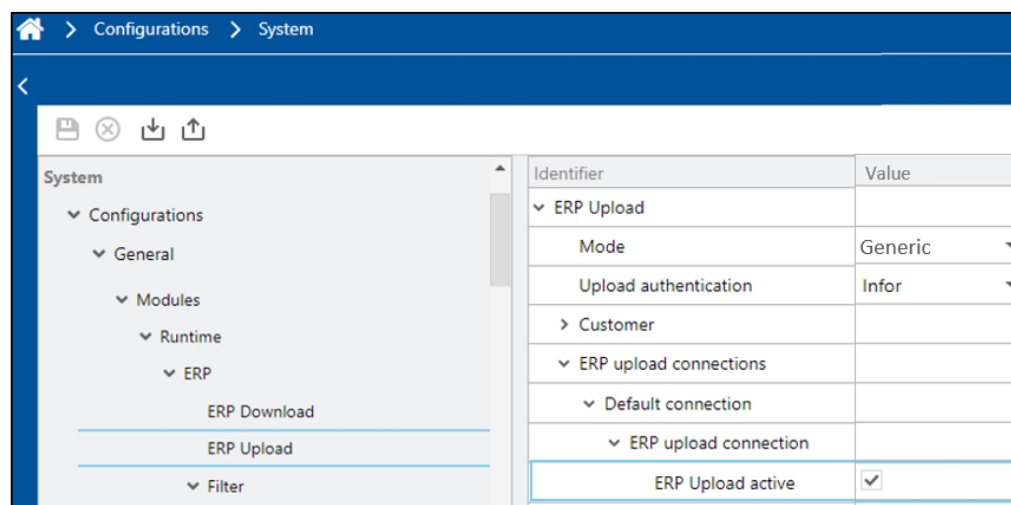 Configurations System
System
Configurations
General
Modules
Runtime
ERP
ERP Download
ERP Upload
Filter
Identifier Value
ERP Upload
Mode Generic
Upload authentication Infor
Customer
ERP upload connections
Default connection
ERP upload connection
ERP Upload active